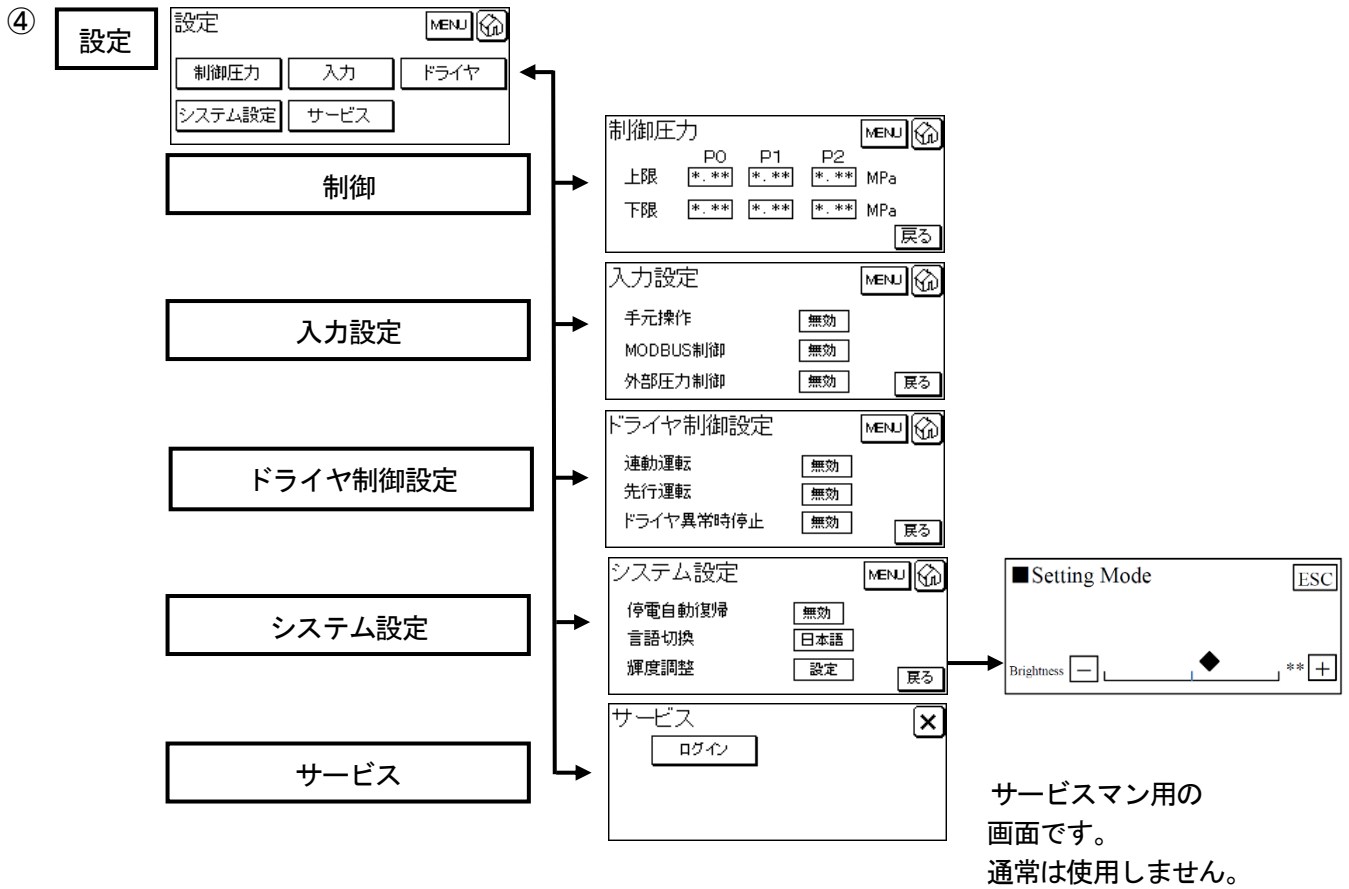 ④
設定
設定 MENU
制御圧力 入力 ドライヤ
システム設定 サービス
制御
制御圧力 MENU
P0 P1 P2
上限 *.** *.** *.** MPa
下限 *.** *.** *.** MPa
戻る
入力設定
入力設定 MENU
手元操作 無効
MODBUS制御 無効
外部圧力制御 無効 戻る
ドライヤ制御設定
ドライヤ制御設定 MENU
連動運転 無効
先行運転 無効
ドライヤ異常時停止 無効 戻る
システム設定
システム設定 MENU
停電自動復帰 無効
言語切換 日本語
輝度調整 設定 戻る
■Setting Mode ESC
Brightness − ** +
サービス
サービス ×
ログイン
サービスマン用の
画面です。
通常は使用しません。